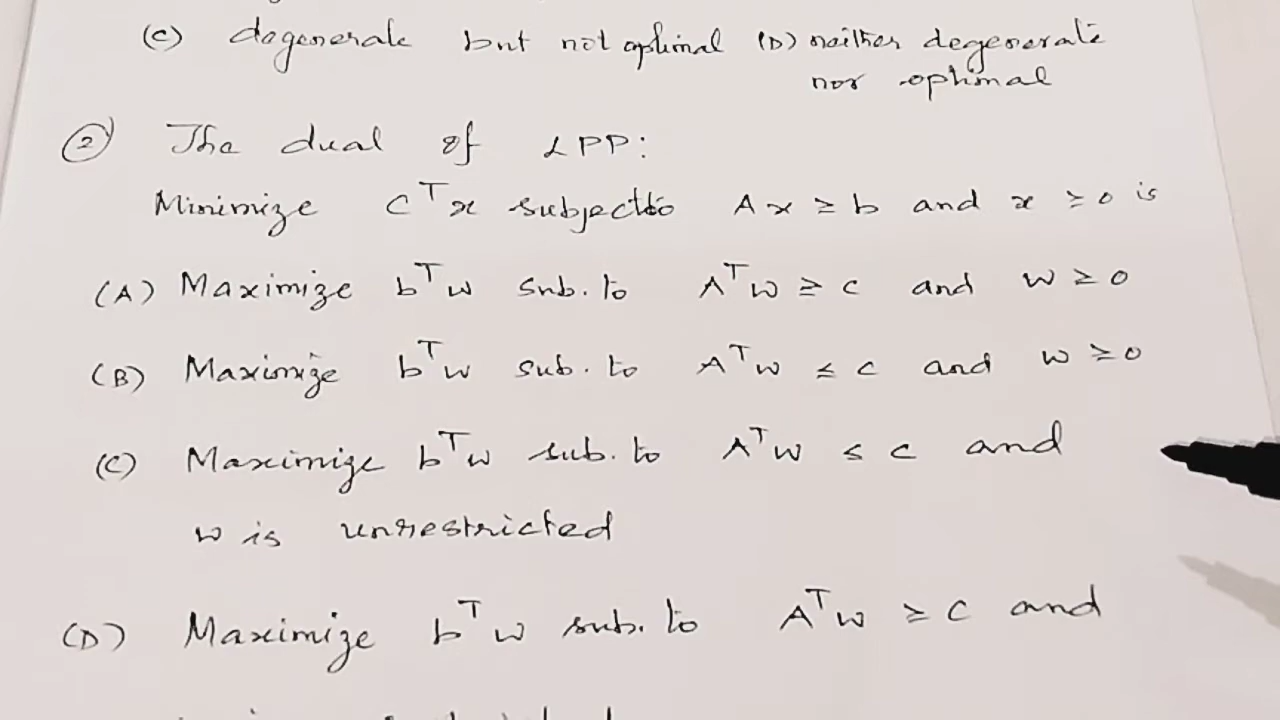 (c) degenerate but not optimal (D) neither degenerate
nor optimal
(2) The dual of LPP:
Minimize c^T x subject to Ax ≥ b and x ≥ 0 is
(A) Maximize b^T w sub. to A^T w ≥ c and w ≥ 0
(B) Maximize b^T w sub. to A^T w ≤ c and w ≥ 0
(C) Maximize b^T w sub. to A^T w ≤ c and
w is unrestricted
(D) Maximize b^T w sub. to A^T w ≥ c and